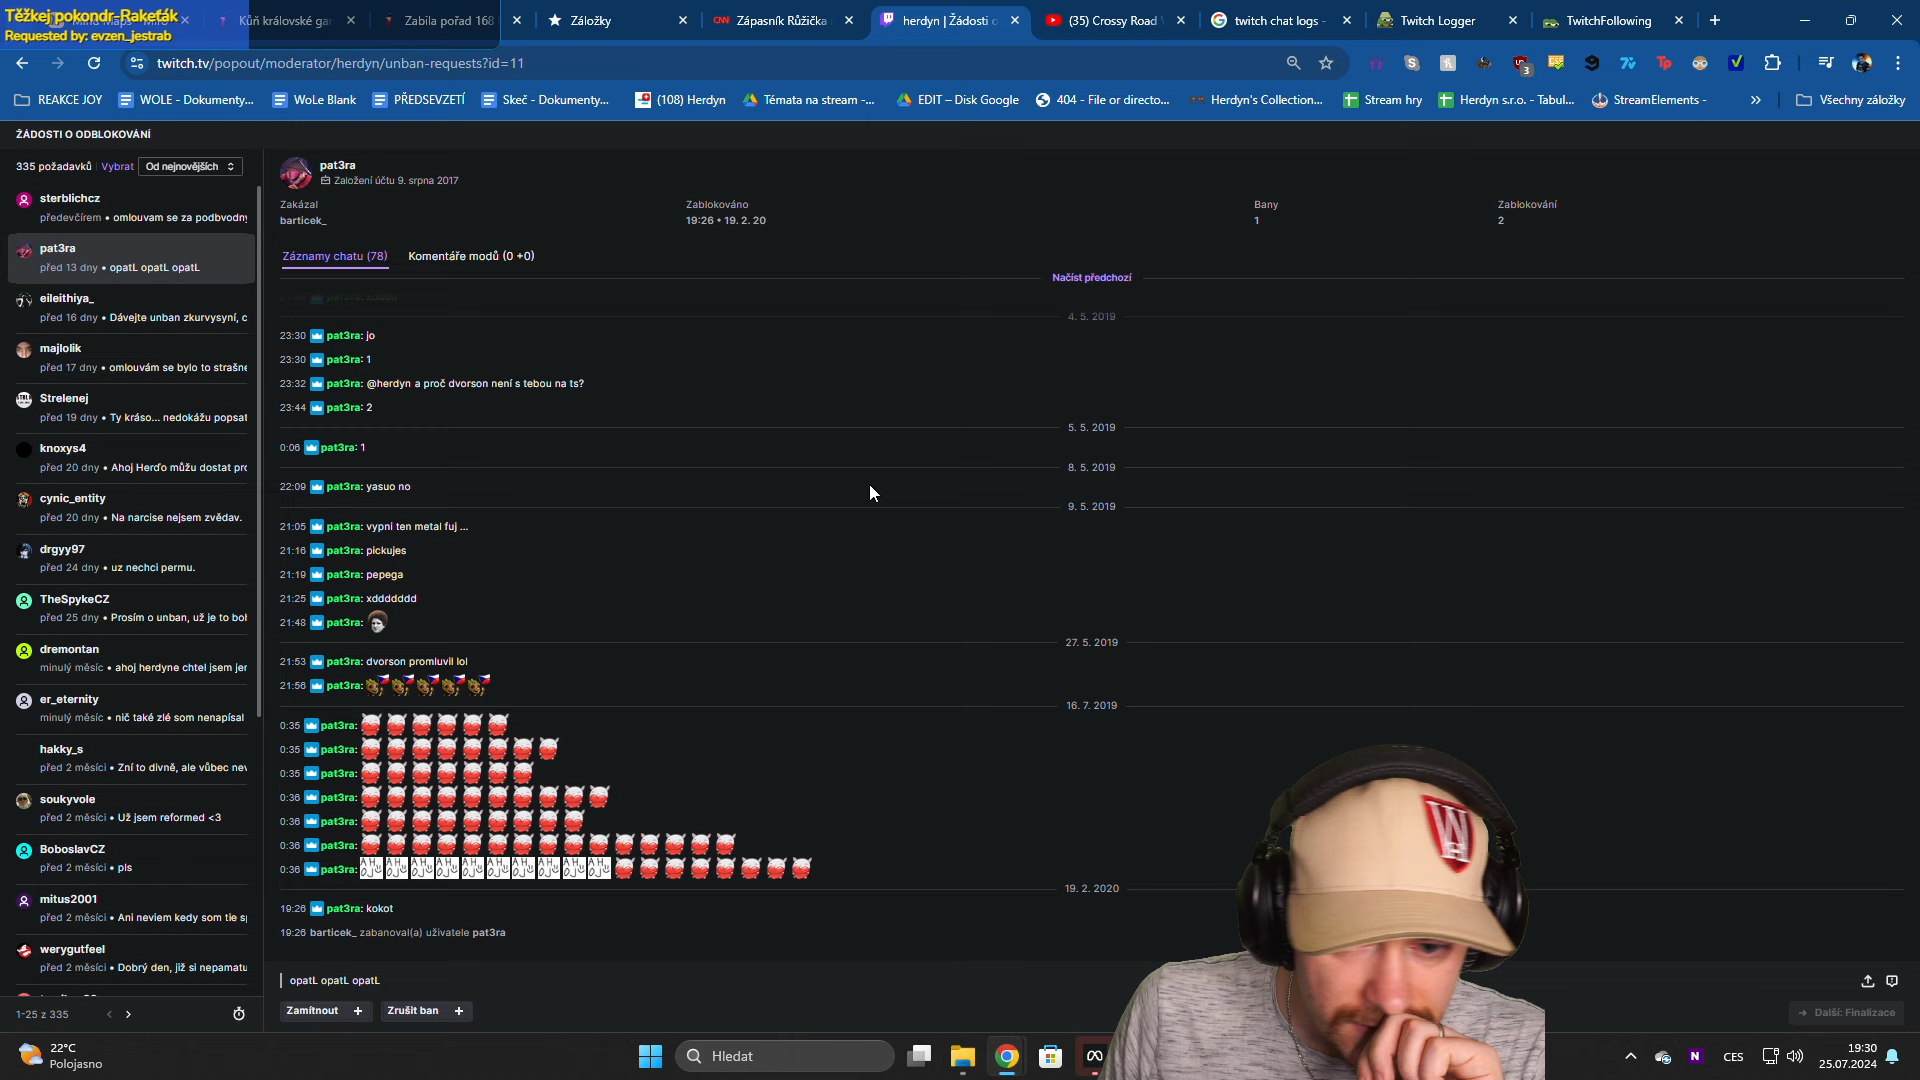 Těžkej pokondr-Raketák
Requested by: evzen_jestrab
Kůň královské gar
Zabila pořad 168
Záložky
CNN Zápasník Růžička
herdyn | Žádosti o
(35) Crossy Road
twitch chat logs -
Twitch Logger
TwitchFollowing
twitch.tv/popout/moderator/herdyn/unban-requests?id=11
REAKCE JOY
WOLE - Dokumenty...
WoLe Blank
PŘEDSEVZETÍ
Skeč - Dokumenty...
(108) Herdyn
Témata na stream -...
EDIT – Disk Google
404 - File or directo...
Herdyn's Collection...
Stream hry
Herdyn s.r.o. - Tabul...
StreamElements -
Všechny záložky
ŽÁDOSTI O ODBLOKOVÁNÍ
335 požadavků
Vybrat
Od nejnovějších
sterblichcz
předevčírem • omlouvam se za podbvodny
pat3ra
před 13 dny • opatL opatL opatL
eileithiya_
před 16 dny • Dávejte unban zkurvysyní, c
majlolik
před 17 dny • omlouvám se bylo to strašne
Strelenej
před 19 dny • Ty kráso... nedokážu popsat
knoxys4
před 20 dny • Ahoj Herďo můžu dostat pro
cynic_entity
před 20 dny • Na narcise nejsem zvědav.
drgyy97
před 24 dny • uz nechci permu.
TheSpykeCZ
před 25 dny • Prosím o unban, už je to boh
dremontan
minulý měsíc • ahoj herdyne chtel jsem jen
er_eternity
minulý měsíc • nič také zlé som nenapísal
hakky_s
před 2 měsíci • Zní to divně, ale vůbec nev
soukyvole
před 2 měsíci • Už jsem reformed <3
BoboslavCZ
před 2 měsíci • pls
mitus2001
před 2 měsíci • Ani neviem kedy som tie sp
werygutfeel
před 2 měsíci • Dobrý den, již si nepamatu
1-25 z 335
pat3ra
Založení účtu 9. srpna 2017
Zakázal
barticek_
Zablokováno
19:26 • 19. 2. 20
Bany
1
Zablokování
2
Záznamy chatu (78)
Komentáře modů (0 +0)
Načíst předchozí
4. 5. 2019
23:30 pat3ra: jo
23:30 pat3ra: 1
23:32 pat3ra: @herdyn a proč dvorson není s tebou na ts?
23:44 pat3ra: 2
5. 5. 2019
0:06 pat3ra: 1
8. 5. 2019
22:09 pat3ra: yasuo no
9. 5. 2019
21:05 pat3ra: vypni ten metal fuj ...
21:16 pat3ra: pickujes
21:19 pat3ra: pepega
21:25 pat3ra: xddddddd
21:48 pat3ra:
27. 5. 2019
21:53 pat3ra: dvorson promluvil lol
21:56 pat3ra:
16. 7. 2019
0:35 pat3ra:
0:35 pat3ra:
0:35 pat3ra:
0:36 pat3ra:
0:36 pat3ra:
0:36 pat3ra:
0:36 pat3ra:
19. 2. 2020
19:26 pat3ra: kokot
19:26 barticek_ zabanoval(a) uživatele pat3ra
opatL opatL opatL
Zamítnout +
Zrušit ban +
Další: Finalizace
22°C
Polojasno
Hledat
CES
19:30
25.07.2024